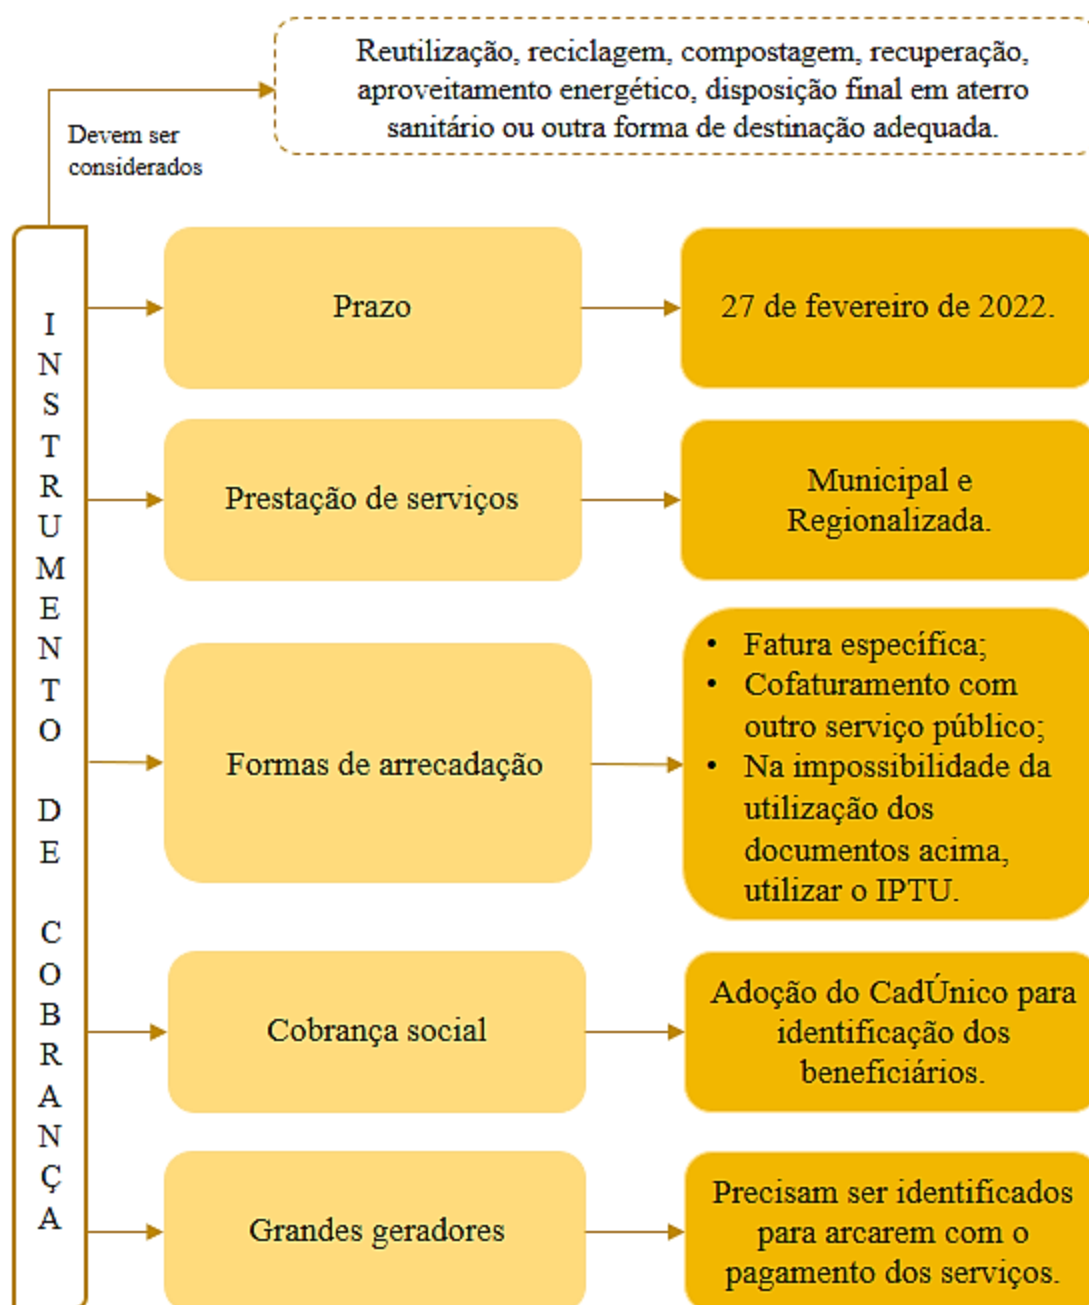 Reutilização, reciclagem, compostagem, recuperação,
aproveitamento energético, disposição final em aterro
sanitário ou outra forma de destinação adequada.
Devem ser
considerados
INSTRUMENTO DE COBRANÇA
Prazo
27 de fevereiro de 2022.
Prestação de serviços
Municipal e
Regionalizada.
Formas de arrecadação
• Fatura específica;
• Cofaturamento com
outro serviço público;
• Na impossibilidade da
utilização dos
documentos acima,
utilizar o IPTU.
Cobrança social
Adoção do CadÚnico para
identificação dos
beneficiários.
Grandes geradores
Precisam ser identificados
para arcarem com o
pagamento dos serviços.